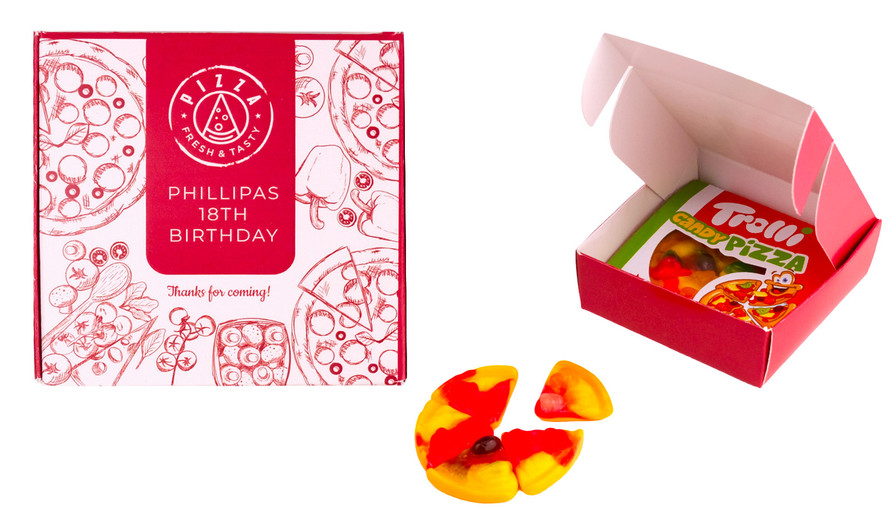 PIZZA
FRESH & TASTY
PHILLIPAS
18TH
BIRTHDAY
Thanks for coming!
Trolli
CANDY PIZZA